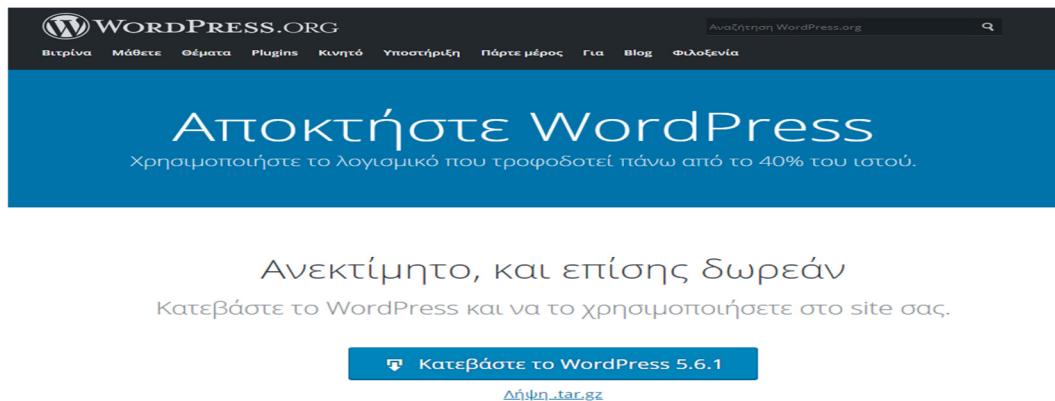 WORDPRESS.ORG
Αναζήτηση WordPress.org
Βιτρίνα Μάθετε Θέματα Plugins Κινητό Υποστήριξη Πάρτε μέρος Για Blog Φιλοξενία
Αποκτήστε WordPress
Χρησιμοποιήστε το λογισμικό που τροφοδοτεί πάνω από το 40% του ιστού.
Ανεκτίμητο, και επίσης δωρεάν
Κατεβάστε το WordPress και να το χρησιμοποιήσετε στο site σας.
Κατεβάστε το WordPress 5.6.1
Λήψη .tar.gz